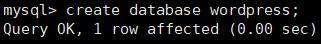 mysql> create database wordpress;
Query OK, 1 row affected (0.00 sec)